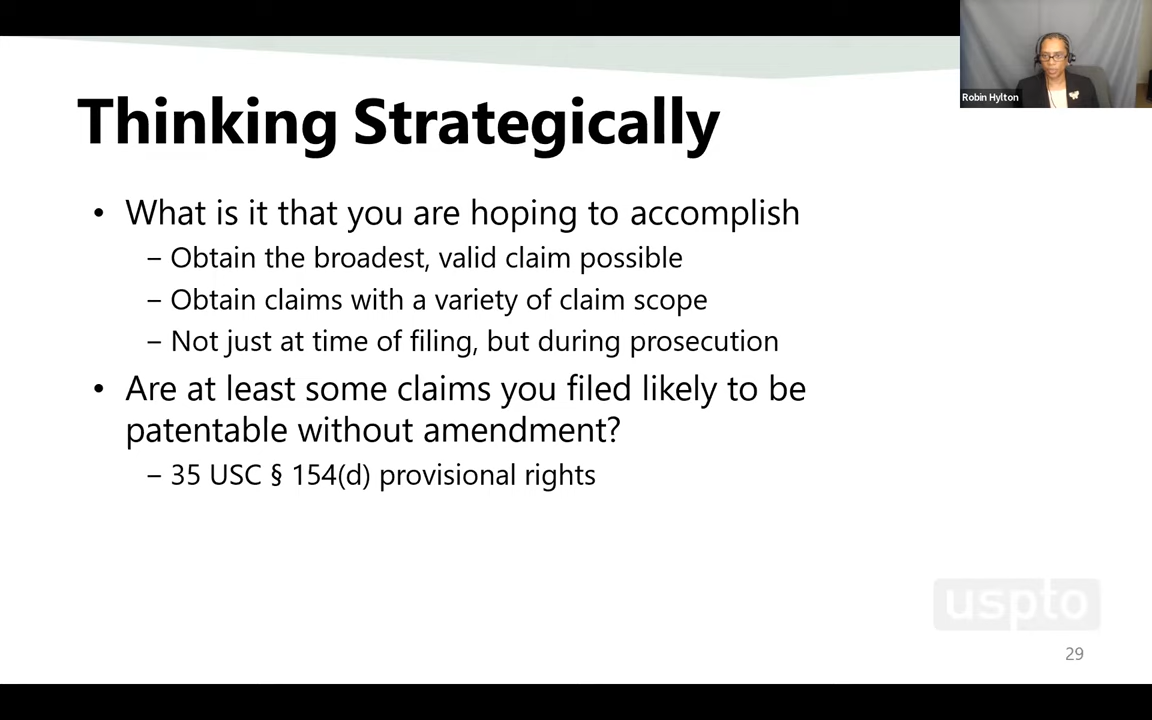 Robin Hylton
Thinking Strategically
• What is it that you are hoping to accomplish
– Obtain the broadest, valid claim possible
– Obtain claims with a variety of claim scope
– Not just at time of filing, but during prosecution
• Are at least some claims you filed likely to be
patentable without amendment?
– 35 USC § 154(d) provisional rights
uspto
29